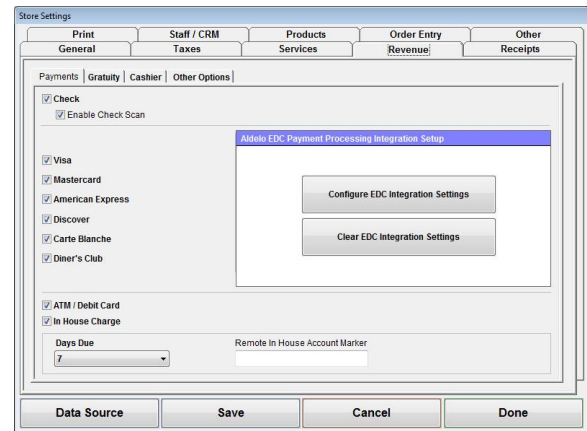 Store Settings
Print Staff / CRM Products Order Entry Other
General Taxes Services Revenue Receipts
Payments Gratuity Cashier Other Options
Check
Enable Check Scan
Aldelo EDC Payment Processing Integration Setup
Visa
Mastercard
Configure EDC Integration Settings
American Express
Discover
Clear EDC Integration Settings
Carte Blanche
Diner's Club
ATM / Debit Card
In House Charge
Days Due Remote In House Account Marker
7
Data Source Save Cancel Done